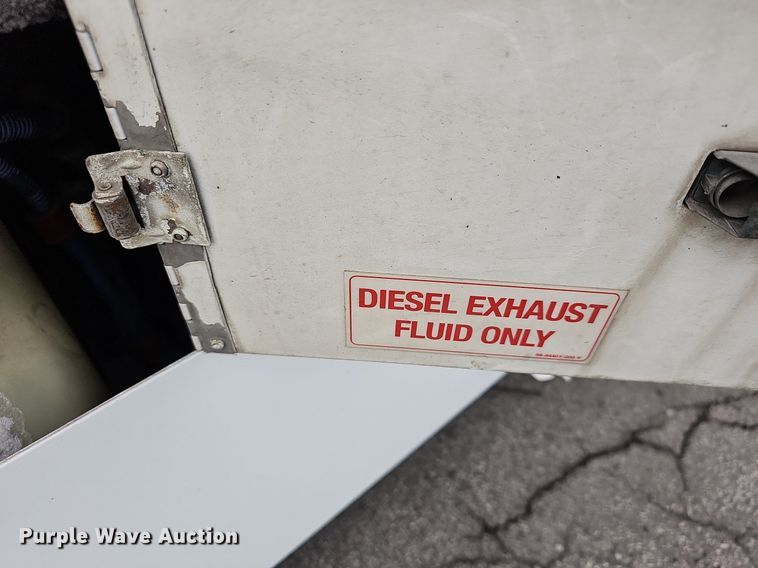 DIESEL EXHAUST
FLUID ONLY
Purple Wave Auction